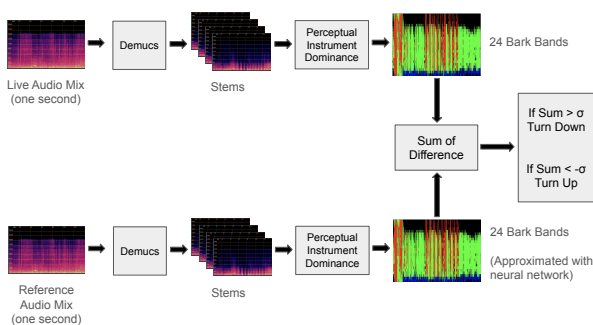 Demucs
Perceptual
Instrument
Dominance
24 Bark Bands
Live Audio Mix
(one second)
Stems
Sum of
Difference
If Sum > σ
Turn Down
If Sum < -σ
Turn Up
Demucs
Perceptual
Instrument
Dominance
24 Bark Bands
(Approximated with
neural network)
Reference
Audio Mix
(one second)
Stems